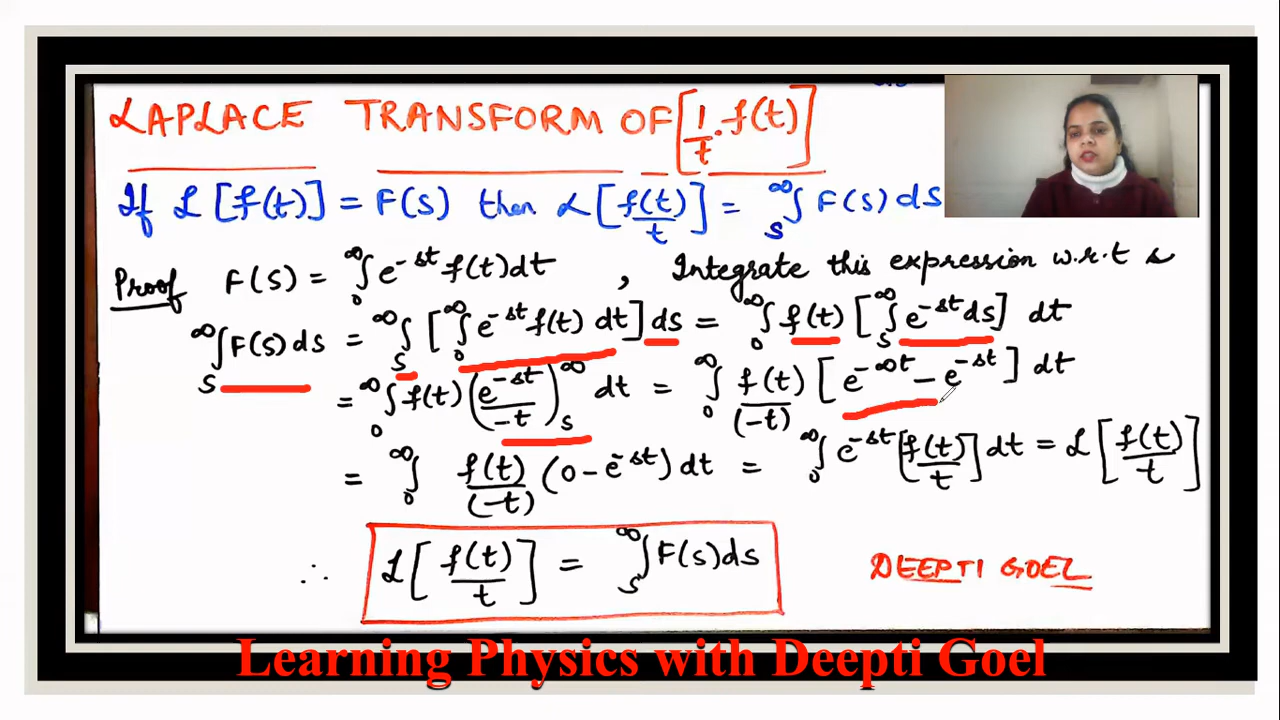 LAPLACE TRANSFORM OF [1/t . f(t)]
If L[f(t)] = F(s) then L[f(t)/t] = ∫_s^∞ F(s) ds
Proof F(s) = ∫_0^∞ e^{-st} f(t) dt , Integrate this expression w.r.t s
∫_s^∞ F(s) ds = ∫_s^∞ [∫_0^∞ e^{-st} f(t) dt] ds = ∫_0^∞ f(t) [∫_s^∞ e^{-st} ds] dt
= ∫_0^∞ f(t) (e^{-st}/-t)_s^∞ dt = ∫_0^∞ f(t)/(-t) [e^{-∞t} - e^{-st}] dt
= ∫_0^∞ f(t)/(-t) (0 - e^{-st}) dt = ∫_0^∞ e^{-st} [f(t)/t] dt = L[f(t)/t]
∴ L[f(t)/t] = ∫_s^∞ F(s) ds
DEEPTI GOEL
Learning Physics with Deepti Goel